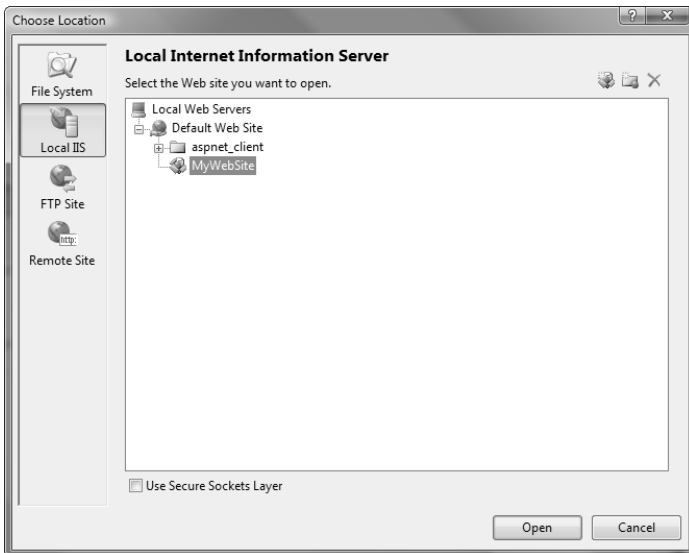 Choose Location
File System
Local IIS
FTP Site
http:
Remote Site
Local Internet Information Server
Select the Web site you want to open.
Local Web Servers
Default Web Site
aspnet_client
MyWebSite
Use Secure Sockets Layer
Open
Cancel